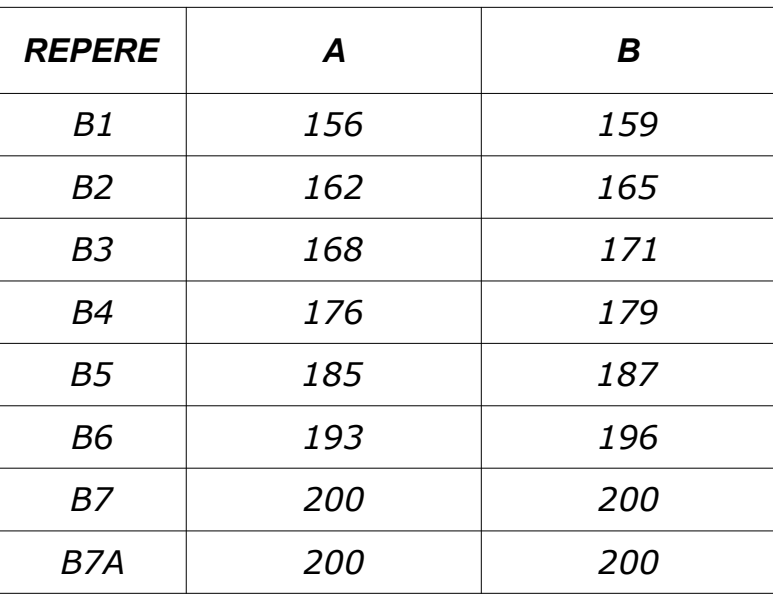 REPERE A B
B1 156 159
B2 162 165
B3 168 171
B4 176 179
B5 185 187
B6 193 196
B7 200 200
B7A 200 200